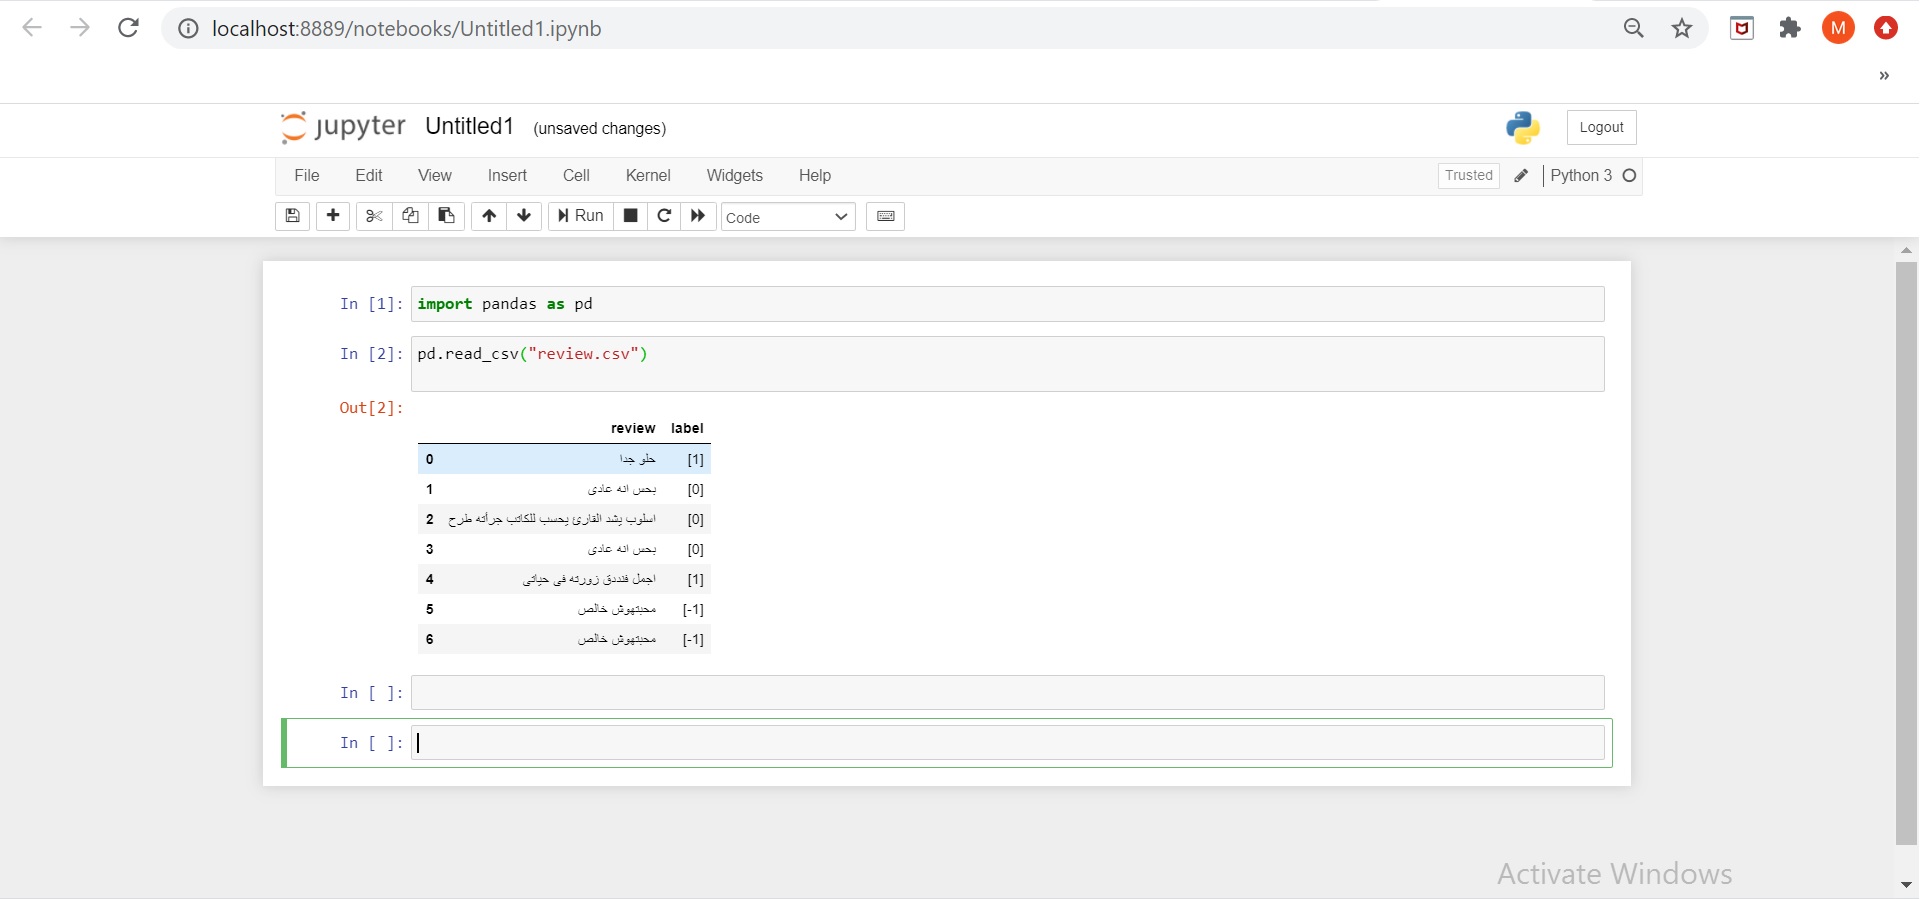 localhost:8889/notebooks/Untitled1.ipynb
M
»
jupyter Untitled1 (unsaved changes)
Logout
File Edit View Insert Cell Kernel Widgets Help Trusted Python 3
Run Code
In [1]: import pandas as pd
In [2]: pd.read_csv("review.csv")
Out[2]:
review label
0 حلو جدا [1]
1 بحس انه عادى [0]
2 اسلوب يشد القارئ يحسب للكاتب جرأته طرح [0]
3 بحس انه عادى [0]
4 اجمل فنددق زورته فى حياتى [1]
5 محبتهوش خالص [-1]
6 محبتهوش خالص [-1]
In [ ]:
In [ ]:
Activate Windows